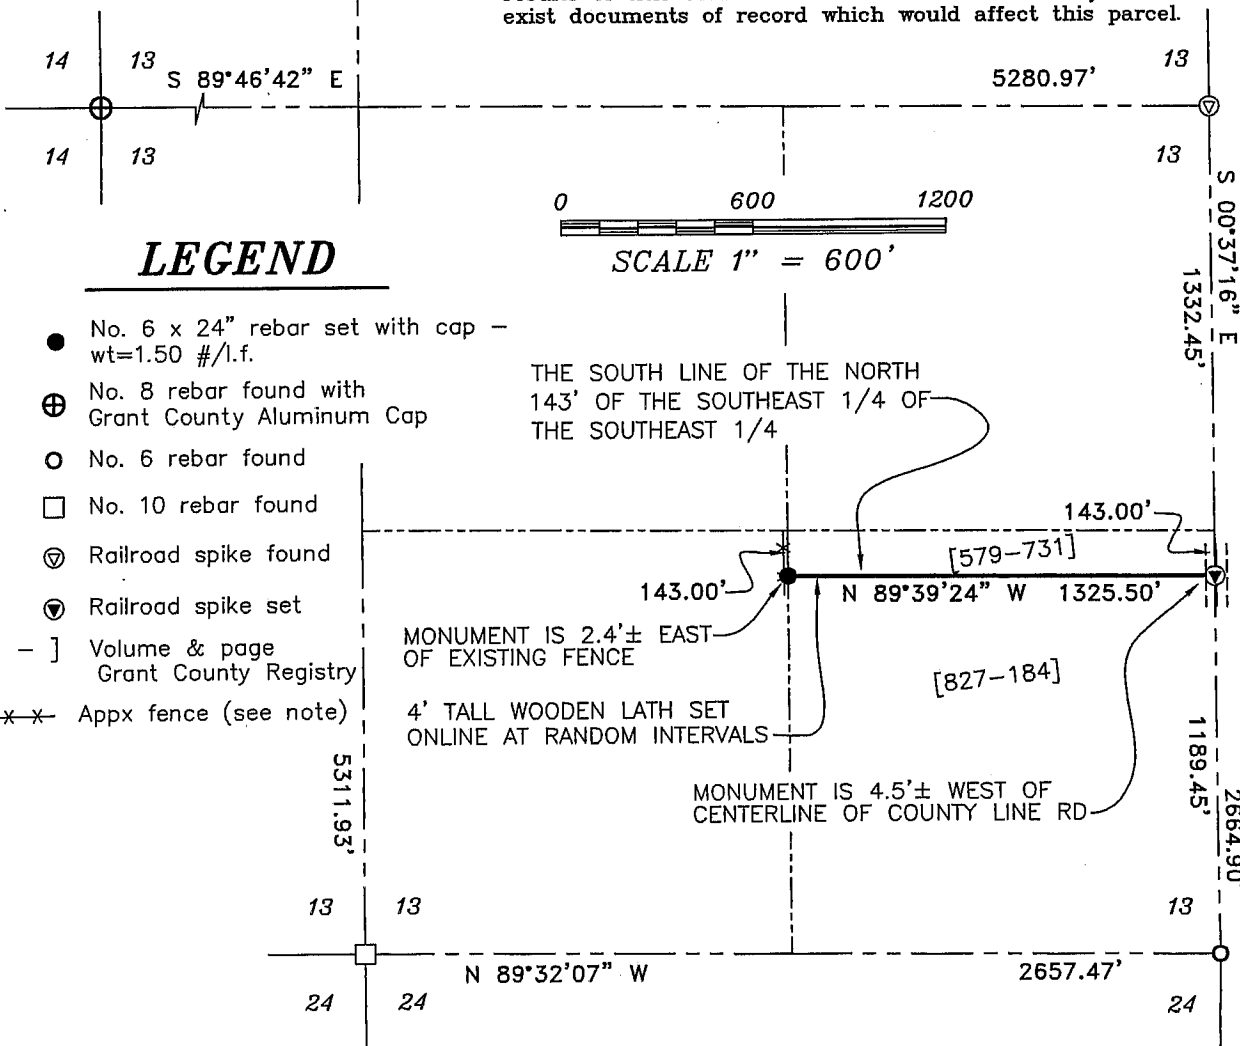 exist documents of record which would affect this parcel.
14 13
S 89°46'42" E
5280.97'
13
14 13
13
S 00°37'16" E
1332.45'
0 600 1200
SCALE 1" = 600'
LEGEND
No. 6 x 24" rebar set with cap –
wt=1.50 #/l.f.
No. 8 rebar found with
Grant County Aluminum Cap
No. 6 rebar found
No. 10 rebar found
Railroad spike found
Railroad spike set
– ] Volume & page
Grant County Registry
x x Appx fence (see note)
THE SOUTH LINE OF THE NORTH
143' OF THE SOUTHEAST 1/4 OF
THE SOUTHEAST 1/4
143.00'
[579–731]
143.00'
N 89°39'24" W 1325.50'
MONUMENT IS 2.4'± EAST
OF EXISTING FENCE
[827–184]
4' TALL WOODEN LATH SET
ONLINE AT RANDOM INTERVALS
MONUMENT IS 4.5'± WEST OF
CENTERLINE OF COUNTY LINE RD
1189.45'
2664.90'
5311.93'
13 13
13
N 89°32'07" W
2657.47'
24 24
24